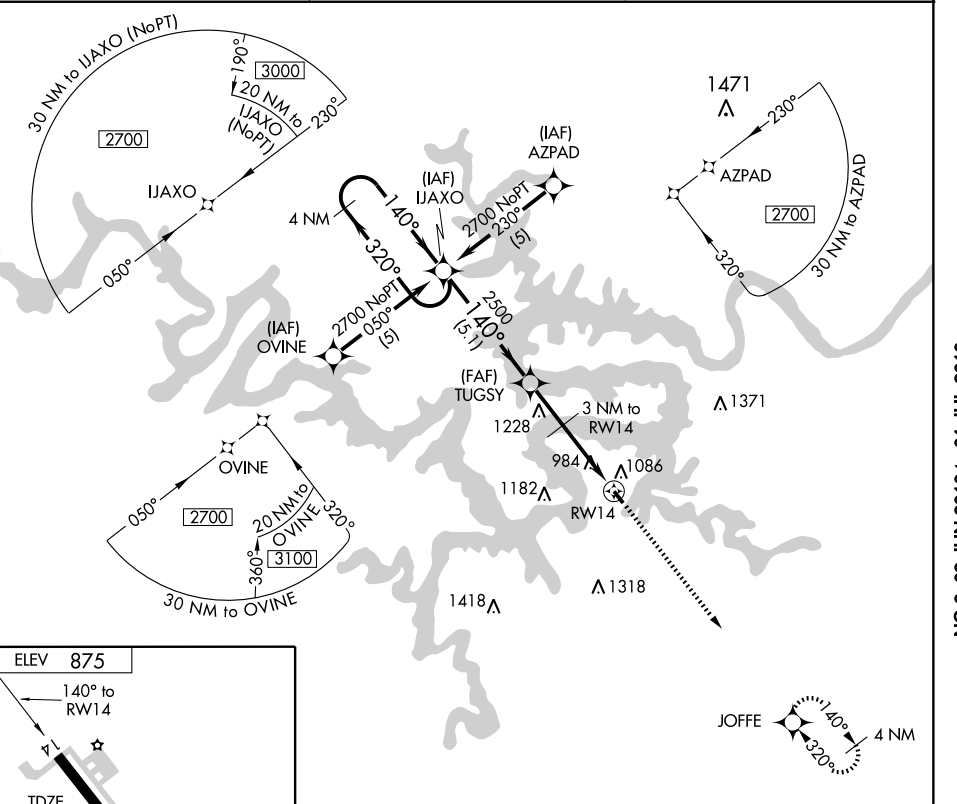 30 NM to IJAXO (NoPT)
190°
3000
20 NM to
IJAXO
(NoPT)
230°
2700
IJAXO
050°
1471
230°
AZPAD
2700
320°
30 NM to AZPAD
(IAF)
AZPAD
(IAF)
IJAXO
4 NM
140°
320°
2700 NoPT
230°
(5)
2700 NoPT
050°
(5)
(IAF)
OVINE
2500
140°
(5.1)
(FAF)
TUGSY
3 NM to
RW14
1228
1371
984
1086
1182
RW14
1318
1418
OVINE
050°
2700
20 NM to
OVINE
320°
360°
3100
30 NM to OVINE
JOFFE
140°
320°
4 NM
ELEV 875
140° to
RW14
14
TDZE